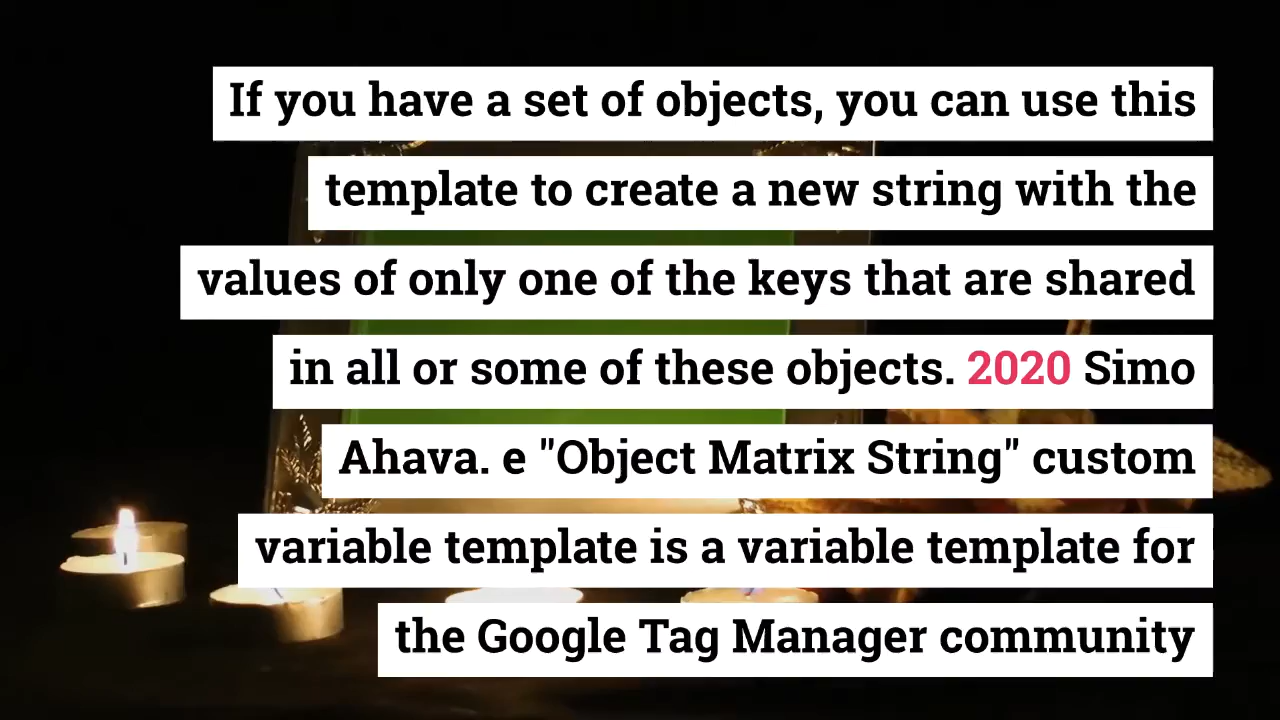 If you have a set of objects, you can use this
template to create a new string with the
values of only one of the keys that are shared
in all or some of these objects. 2020 Simo
Ahava. e "Object Matrix String" custom
variable template is a variable template for
the Google Tag Manager community